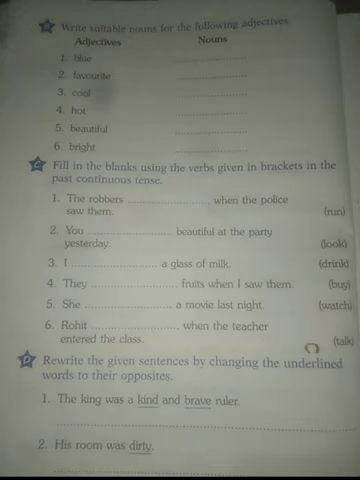 B Write suitable nouns for the following adjectives.
Adjectives Nouns
1. blue ........................
2. favourite ........................
3. cool ........................
4. hot ........................
5. beautiful ........................
6. bright ........................
C Fill in the blanks using the verbs given in brackets in the
past continuous tense.
1. The robbers ........................ when the police
saw them. (run)
2. You ........................ beautiful at the party
yesterday. (look)
3. I ........................ a glass of milk. (drink)
4. They ........................ fruits when I saw them. (buy)
5. She ........................ a movie last night. (watch)
6. Rohit ........................ when the teacher
entered the class. (talk)
D Rewrite the given sentences by changing the underlined
words to their opposites.
1. The king was a kind and brave ruler.
2. His room was dirty.